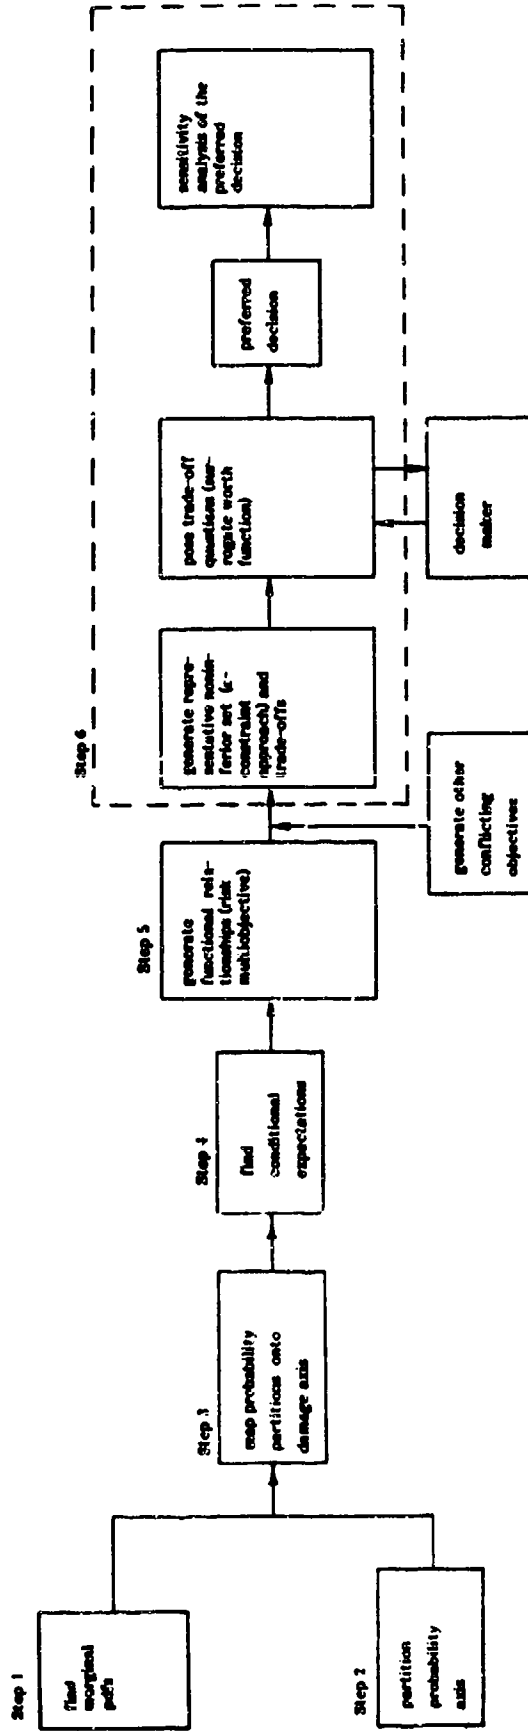 Step 1
find
marginal
pdfs
Step 2
partition
probability
axis
Step 3
map probability
partitions onto
damage axis
Step 4
find
conditional
expectations
Step 5
generate
functional rela-
tionships (risk
multiobjective)
generate other
conflicting
objectives
Step 6
generate repre-
sentative nonin-
ferior set (ε-
constraint
approach) and
trade-offs
pose trade-off
questions (sur-
rogate worth
function)
decision
maker
preferred
decision
sensitivity
analysis of the
preferred
decision